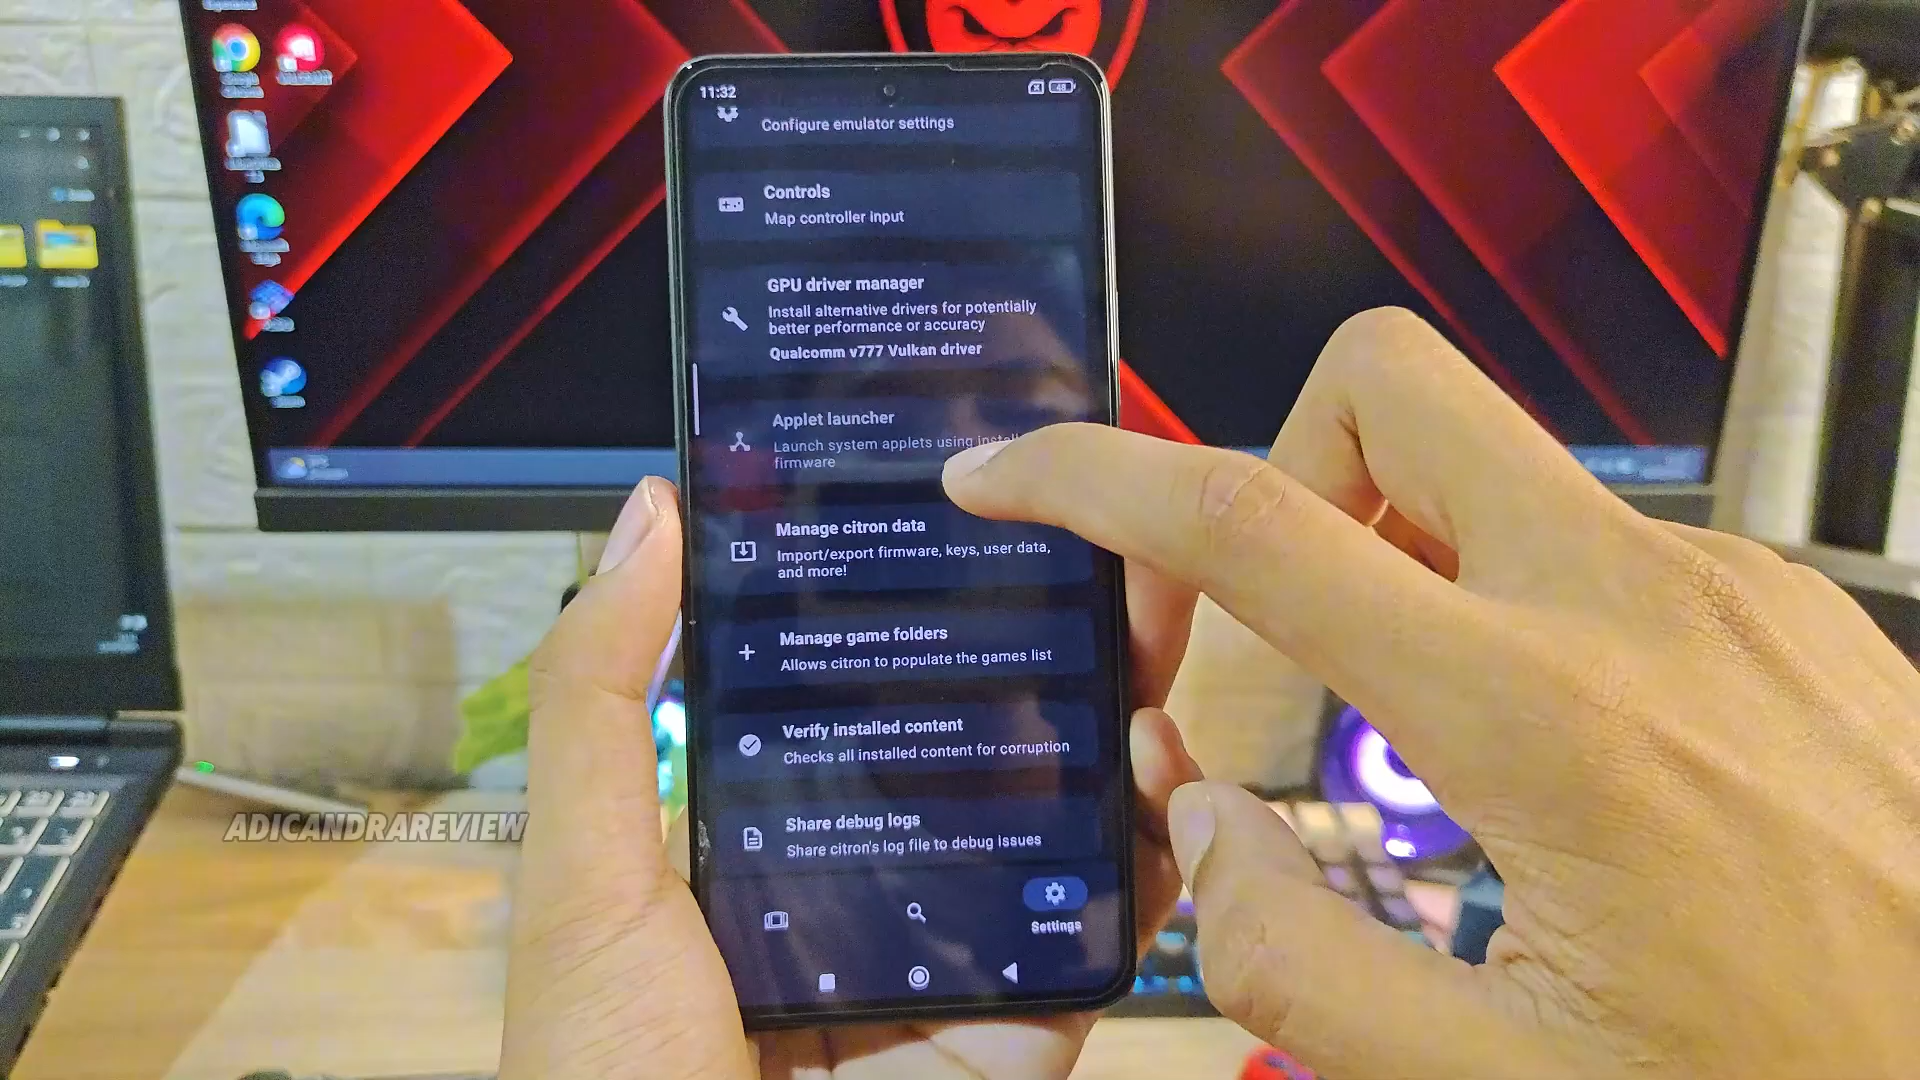 11:32
48
Configure emulator settings
Controls
Map controller input
GPU driver manager
Install alternative drivers for potentially
better performance or accuracy
Qualcomm v777 Vulkan driver
Applet launcher
Launch system applets using
firmware
Manage citron data
Import/export firmware, keys, user data,
and more!
Manage game folders
Allows citron to populate the games list
Verify installed content
Checks all installed content for corruption
Share debug logs
Share citron's log file to debug issues
Settings
ADICANDRAREVIEW